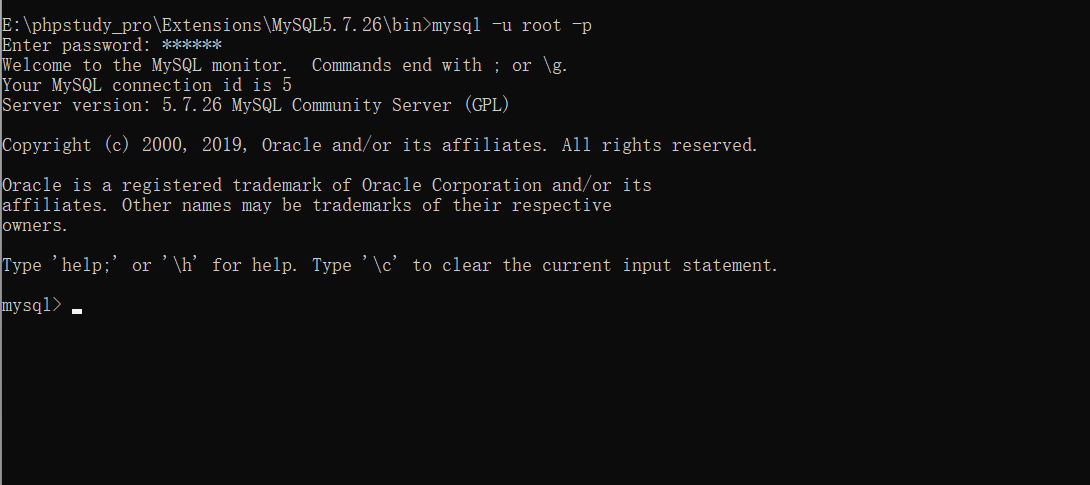 E:\phpstudy_pro\Extensions\MySQL5.7.26\bin>mysql -u root -p
Enter password: ******
Welcome to the MySQL monitor.  Commands end with ; or \g.
Your MySQL connection id is 5
Server version: 5.7.26 MySQL Community Server (GPL)
Copyright (c) 2000, 2019, Oracle and/or its affiliates. All rights reserved.
Oracle is a registered trademark of Oracle Corporation and/or its
affiliates. Other names may be trademarks of their respective
owners.
Type 'help;' or '\h' for help. Type '\c' to clear the current input statement.
mysql>